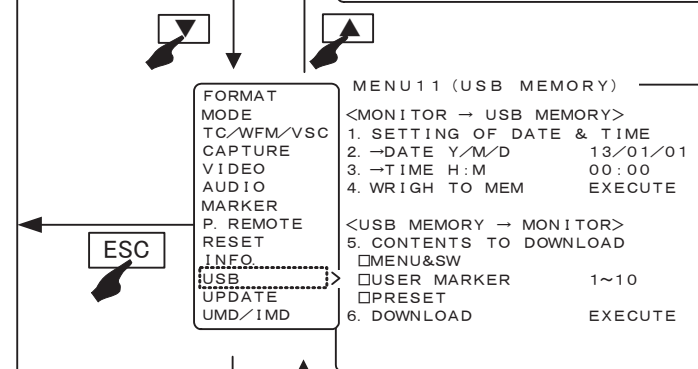 ▼
▲
FORMAT
MODE
TC/WFM/VSC
CAPTURE
VIDEO
AUDIO
MARKER
P. REMOTE
RESET
INFO.
USB >
UPDATE
UMD/IMD
ESC
MENU11 (USB MEMORY)
<MONITOR → USB MEMORY>
1. SETTING OF DATE & TIME
2. →DATE Y/M/D 13/01/01
3. →TIME H:M 00:00
4. WRIGH TO MEM EXECUTE
<USB MEMORY → MONITOR>
5. CONTENTS TO DOWNLOAD
□MENU&SW
□USER MARKER 1~10
□PRESET
6. DOWNLOAD EXECUTE